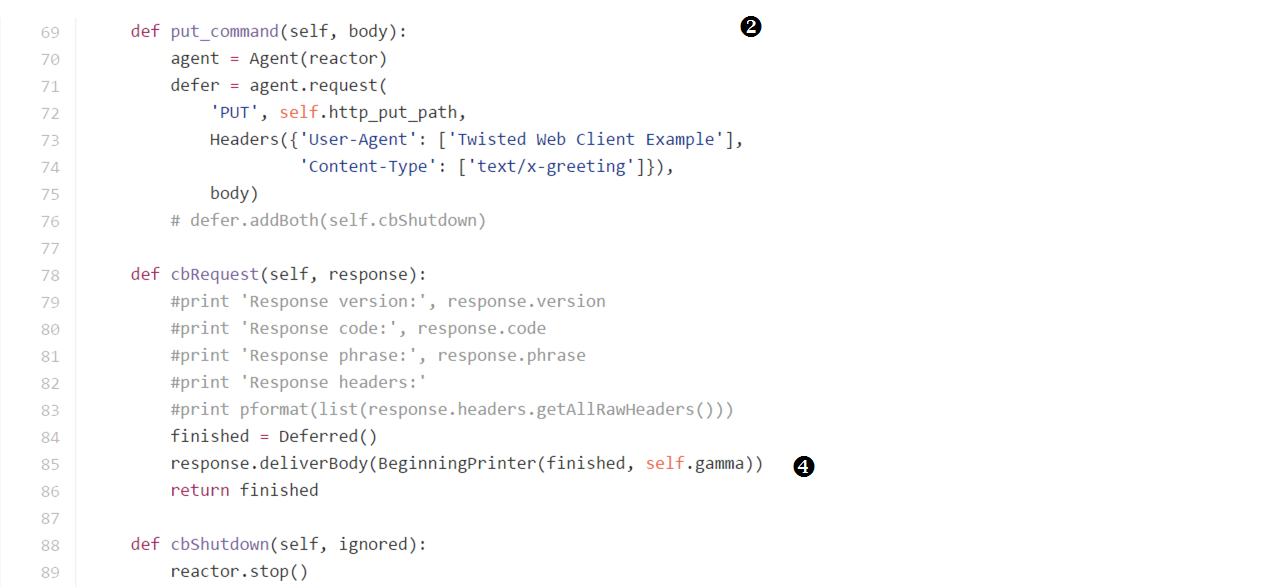 69 def put_command(self, body): ❷
70 agent = Agent(reactor)
71 defer = agent.request(
72 'PUT', self.http_put_path,
73 Headers({'User-Agent': ['Twisted Web Client Example'],
74 'Content-Type': ['text/x-greeting']}),
75 body)
76 # defer.addBoth(self.cbShutdown)
77
78 def cbRequest(self, response):
79 #print 'Response version:', response.version
80 #print 'Response code:', response.code
81 #print 'Response phrase:', response.phrase
82 #print 'Response headers:'
83 #print pformat(list(response.headers.getAllRawHeaders()))
84 finished = Deferred()
85 response.deliverBody(BeginningPrinter(finished, self.gamma)) ❹
86 return finished
87
88 def cbShutdown(self, ignored):
89 reactor.stop()